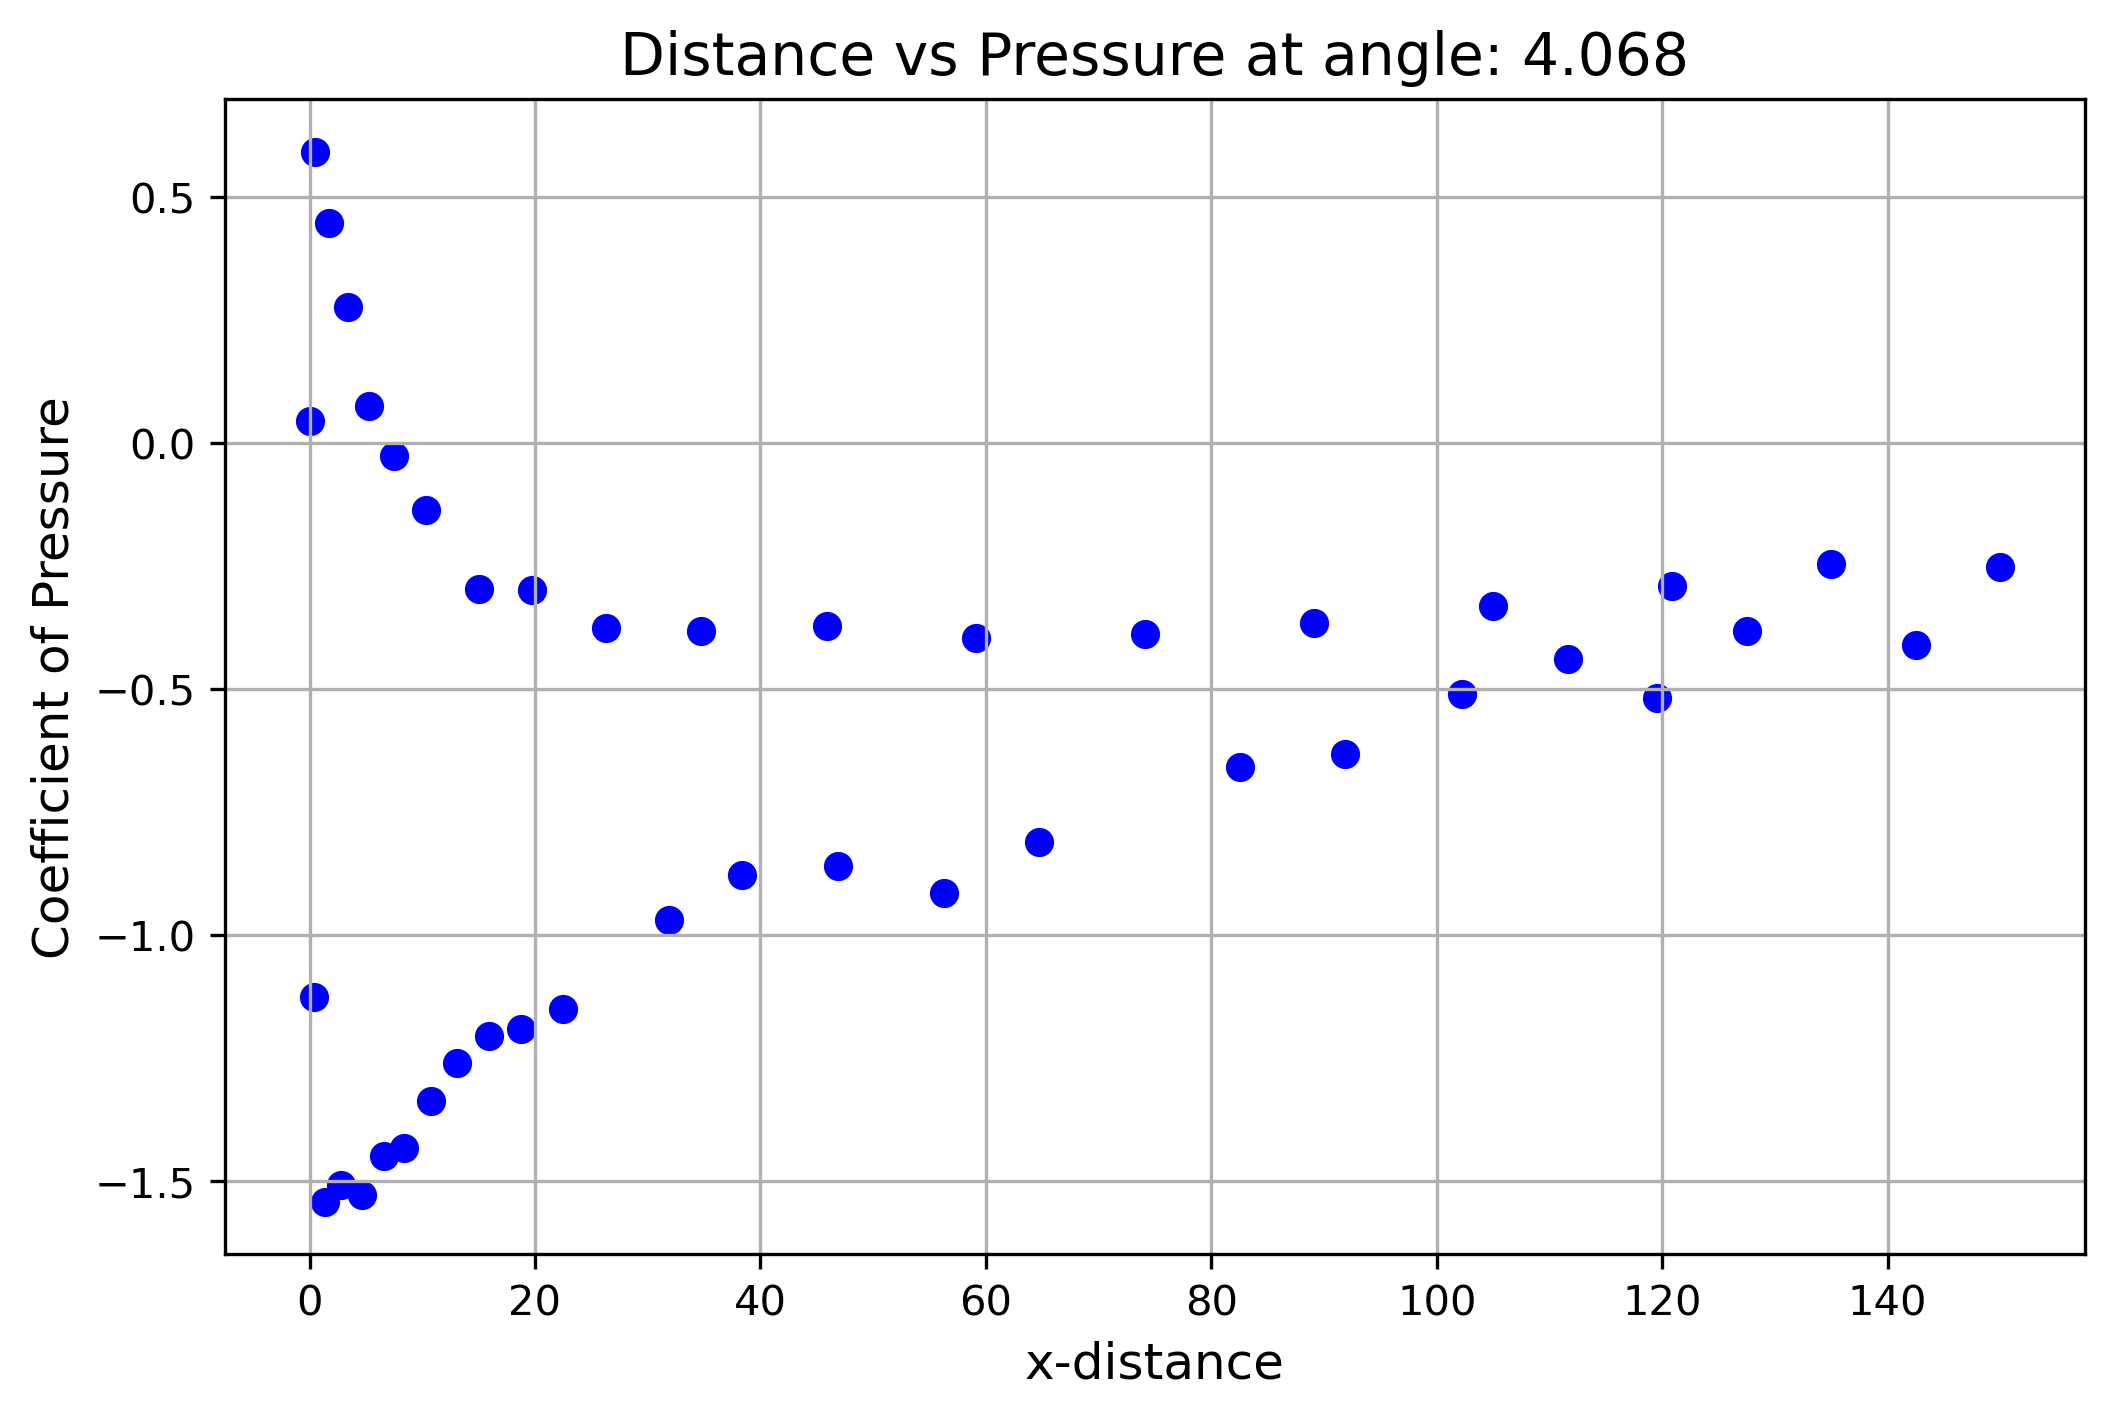 Distance vs Pressure at angle: 4.068
Coefficient of Pressure
0.5
0.0
−0.5
−1.0
−1.5
0 20 40 60 80 100 120 140
x-distance